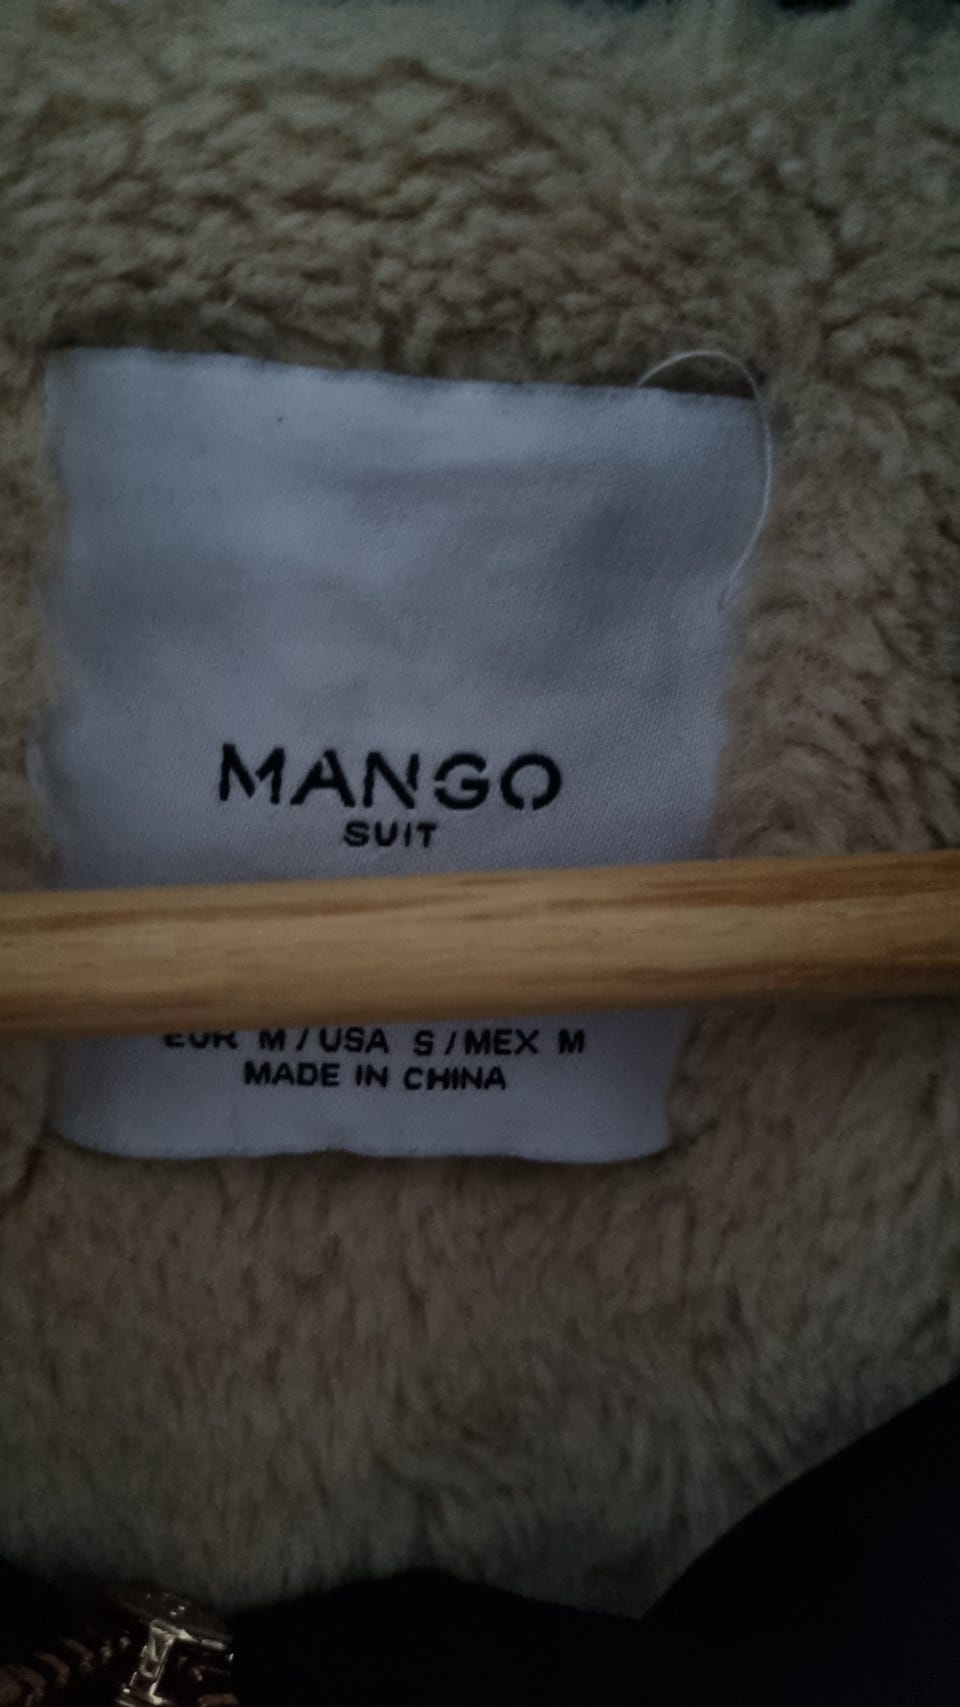 MANGO
SUIT
EUR M / USA S / MEX M
MADE IN CHINA